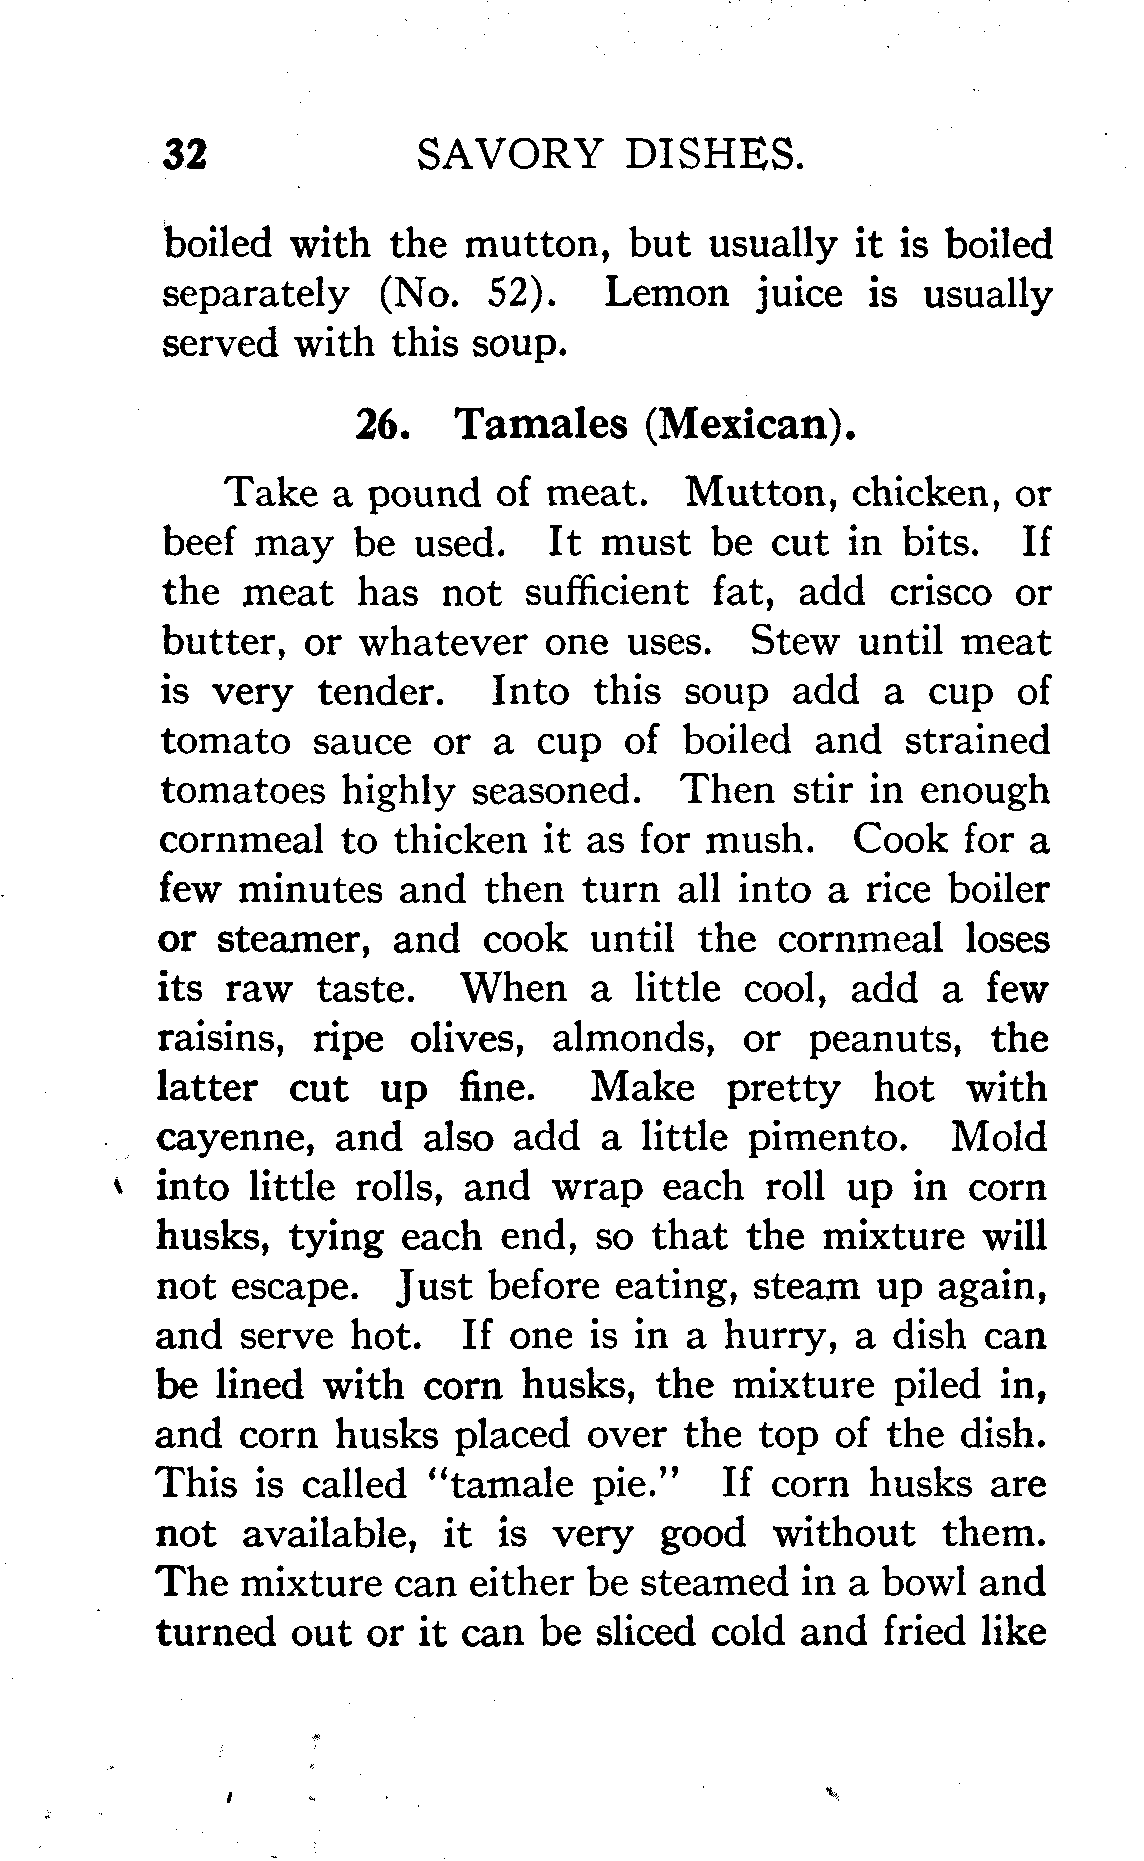 32 SAVORY DISHES.
boiled with the mutton, but usually it is boiled
separately (No. 52). Lemon juice is usually
served with this soup.
26. Tamales (Mexican).
Take a pound of meat. Mutton, chicken, or
beef may be used. It must be cut in bits. If
the meat has not sufficient fat, add crisco or
butter, or whatever one uses. Stew until meat
is very tender. Into this soup add a cup of
tomato sauce or a cup of boiled and strained
tomatoes highly seasoned. Then stir in enough
cornmeal to thicken it as for mush. Cook for a
few minutes and then turn all into a rice boiler
or steamer, and cook until the cornmeal loses
its raw taste. When a little cool, add a few
raisins, ripe olives, almonds, or peanuts, the
latter cut up fine. Make pretty hot with
cayenne, and also add a little pimento. Mold
into little rolls, and wrap each roll up in corn
husks, tying each end, so that the mixture will
not escape. Just before eating, steam up again,
and serve hot. If one is in a hurry, a dish can
be lined with corn husks, the mixture piled in,
and corn husks placed over the top of the dish.
This is called "tamale pie." If corn husks are
not available, it is very good without them.
The mixture can either be steamed in a bowl and
turned out or it can be sliced cold and fried like